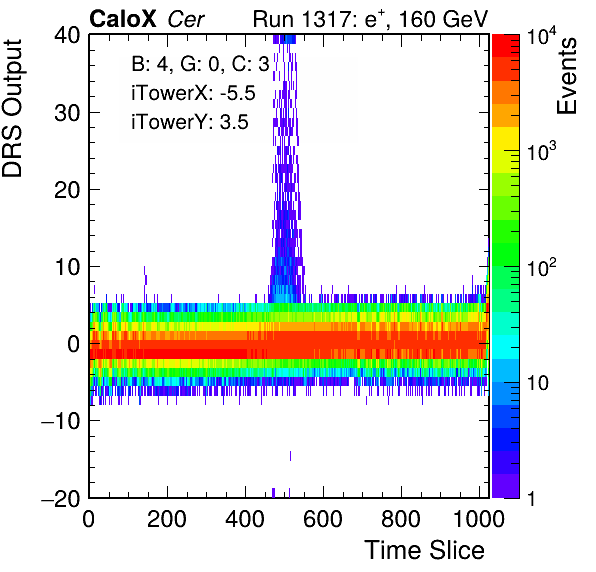 CaloX Cer Run 1317: e+, 160 GeV
DRS Output
Events
B: 4, G: 0, C: 3
iTowerX: -5.5
iTowerY: 3.5
40
30
20
10
0
−10
−20
0 200 400 600 800 1000
Time Slice
10^4
10^3
10^2
10
1